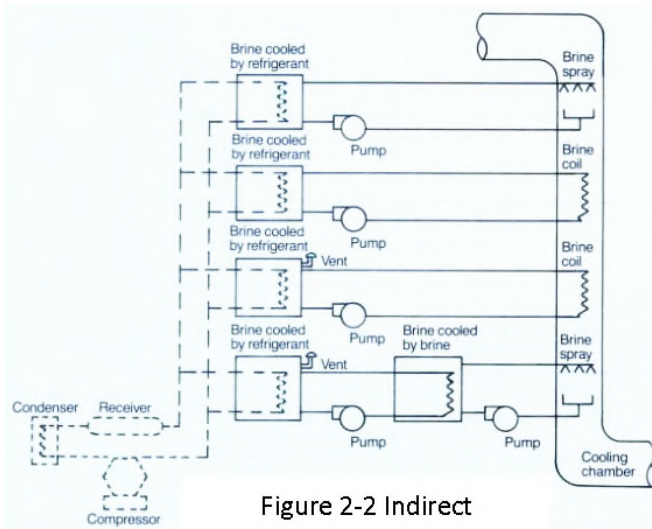 Brine cooled
by refrigerant
Brine
spray
Pump
Brine cooled
by refrigerant
Brine
coil
Pump
Brine cooled
by refrigerant
Vent
Brine
coil
Pump
Brine cooled
by refrigerant
Vent
Brine cooled
by brine
Brine
spray
Pump
Pump
Condenser
Receiver
Compressor
Cooling
chamber
Figure 2-2 Indirect